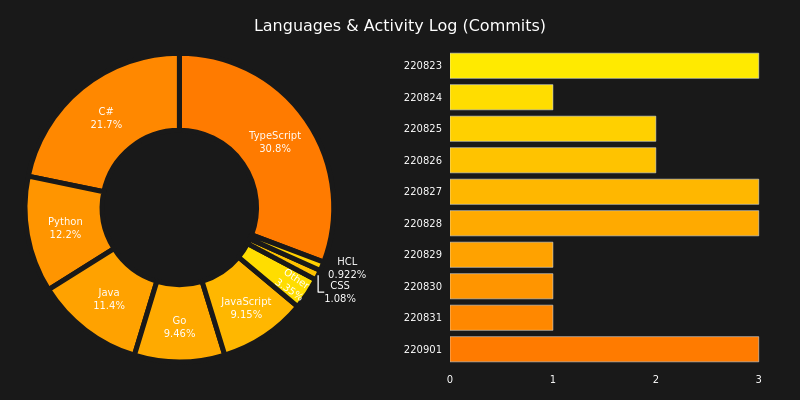 Languages & Activity Log (Commits)
TypeScript
30.8%
C#
21.7%
Python
12.2%
Java
11.4%
Go
9.46%
JavaScript
9.15%
Other
3.35%
CSS
1.08%
HCL
0.922%
220823
220824
220825
220826
220827
220828
220829
220830
220831
220901
0 1 2 3